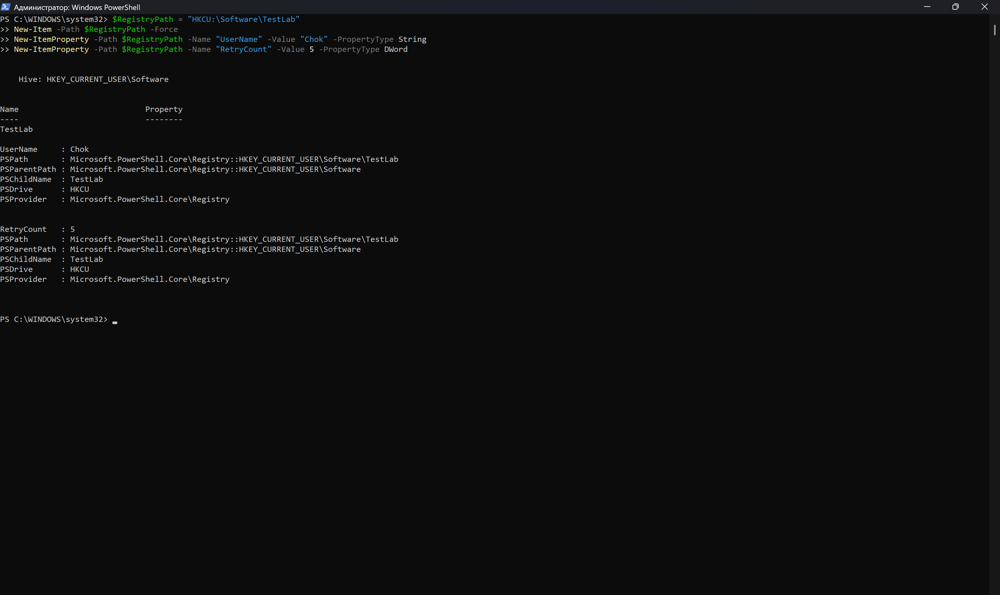 Администратор: Windows PowerShell
PS C:\WINDOWS\system32> $RegistryPath = "HKCU:\Software\TestLab"
>> New-Item -Path $RegistryPath -Force
>> New-ItemProperty -Path $RegistryPath -Name "UserName" -Value "Chok" -PropertyType String
>> New-ItemProperty -Path $RegistryPath -Name "RetryCount" -Value 5 -PropertyType DWord
    Hive: HKEY_CURRENT_USER\Software
Name                           Property
----                           --------
TestLab
UserName     : Chok
PSPath       : Microsoft.PowerShell.Core\Registry::HKEY_CURRENT_USER\Software\TestLab
PSParentPath : Microsoft.PowerShell.Core\Registry::HKEY_CURRENT_USER\Software
PSChildName  : TestLab
PSDrive      : HKCU
PSProvider   : Microsoft.PowerShell.Core\Registry
RetryCount   : 5
PSPath       : Microsoft.PowerShell.Core\Registry::HKEY_CURRENT_USER\Software\TestLab
PSParentPath : Microsoft.PowerShell.Core\Registry::HKEY_CURRENT_USER\Software
PSChildName  : TestLab
PSDrive      : HKCU
PSProvider   : Microsoft.PowerShell.Core\Registry
PS C:\WINDOWS\system32>